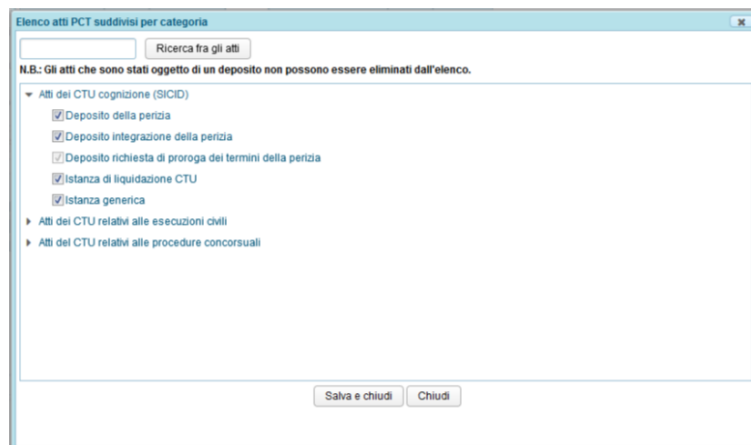 Elenco atti PCT suddivisi per categoria
Ricerca fra gli atti
N.B.: Gli atti che sono stati oggetto di un deposito non possono essere eliminati dall'elenco.
Atti dei CTU cognizione (SICID)
Deposito della perizia
Deposito integrazione della perizia
Deposito richiesta di proroga dei termini della perizia
Istanza di liquidazione CTU
Istanza generica
Atti dei CTU relativi alle esecuzioni civili
Atti del CTU relativi alle procedure concorsuali
Salva e chiudi Chiudi